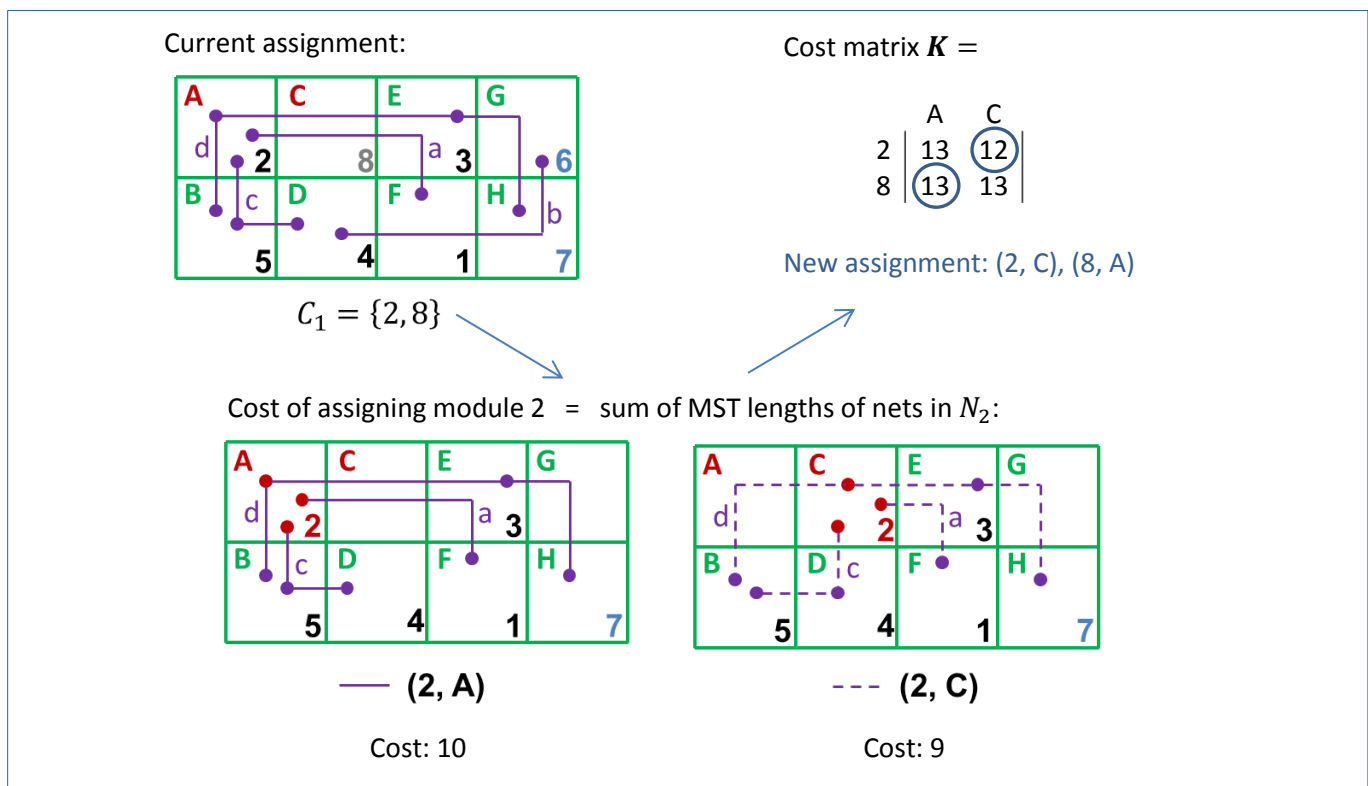 Current assignment:
Cost matrix K =
A C E G
d a
2 8 3 6
B D F H
c b
5 4 1 7
A C
2 13 12
8 13 13
New assignment: (2, C), (8, A)
C₁ = {2, 8}
Cost of assigning module 2 = sum of MST lengths of nets in N₂:
A C E G
d a
2 3
B D F H
c
5 4 1 7
(2, A)
Cost: 10
A C E G
d a
2 3
B D F H
c
5 4 1 7
(2, C)
Cost: 9